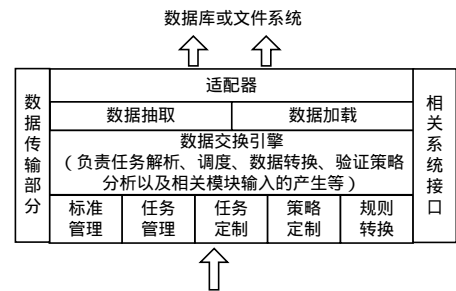 数据库或文件系统
适配器
数据抽取
数据加载
数据传输部分
数据交换引擎
（负责任务解析、调度、数据转换、验证策略
分析以及相关模块输入的产生等）
相关系统接口
标准
管理
任务
管理
任务
定制
策略
定制
规则
转换